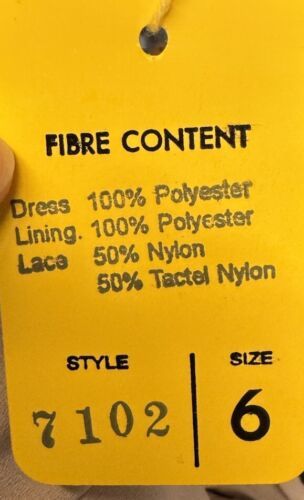 FIBRE CONTENT
Dress 100% Polyester
Lining. 100% Polyester
Lace 50% Nylon
50% Tactel Nylon
STYLE SIZE
7102 6